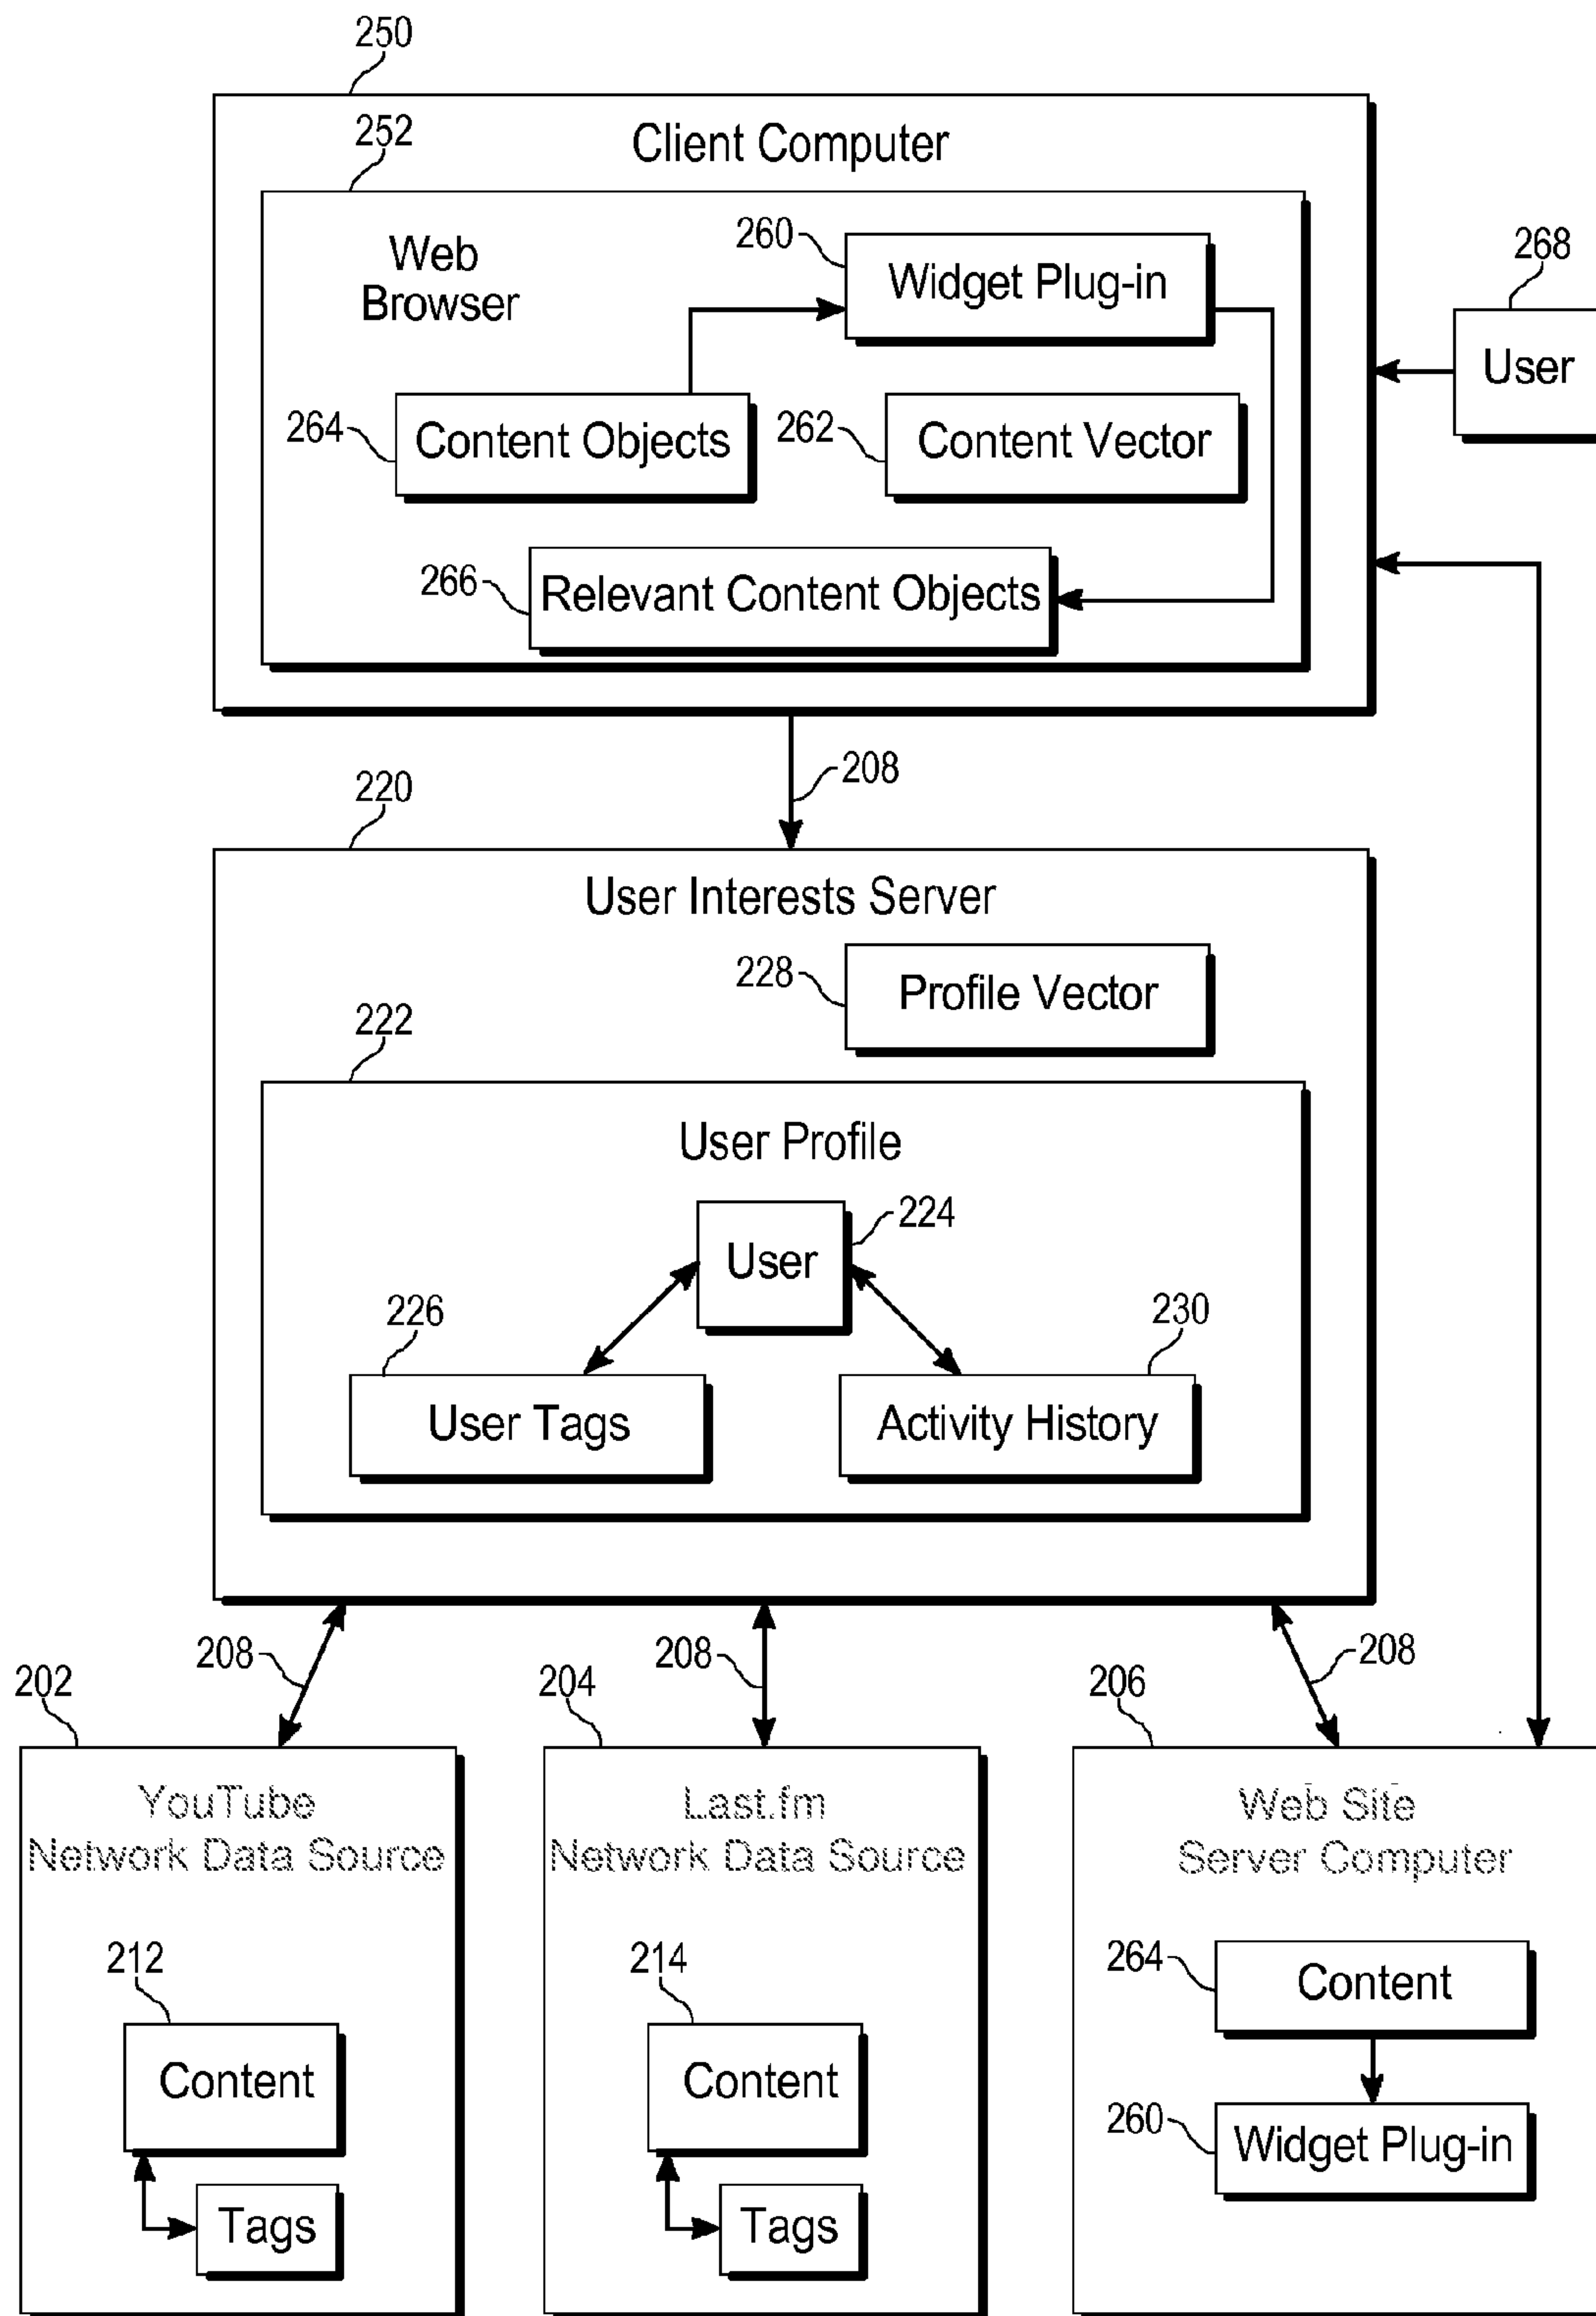 250
Client Computer
252
Web
Browser
260
Widget Plug-in
268
User
264
Content Objects
262
Content Vector
266
Relevant Content Objects
208
220
User Interests Server
228
Profile Vector
222
User Profile
224
User
226
User Tags
230
Activity History
208
208
208
202
YouTube
Network Data Source
212
Content
Tags
204
Last.fm
Network Data Source
214
Content
Tags
206
Web Site
Server Computer
264
Content
260
Widget Plug-in